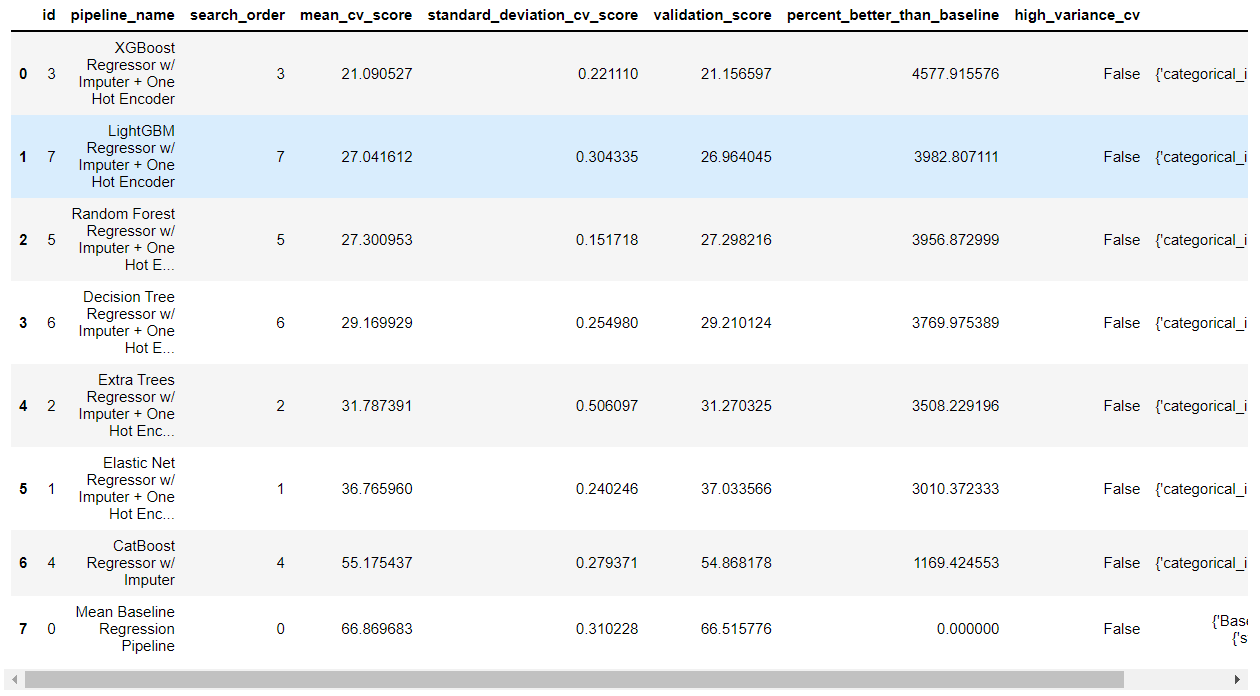 id pipeline_name search_order mean_cv_score standard_deviation_cv_score validation_score percent_better_than_baseline high_variance_cv
XGBoost
Regressor w/
0 3 Imputer + One 3 21.090527 0.221110 21.156597 4577.915576 False {'categorical_i
Hot Encoder
LightGBM
Regressor w/
1 7 Imputer + One 7 27.041612 0.304335 26.964045 3982.807111 False {'categorical_i
Hot Encoder
Random Forest
Regressor w/
2 5 Imputer + One 5 27.300953 0.151718 27.298216 3956.872999 False {'categorical_i
Hot E...
Decision Tree
Regressor w/
3 6 Imputer + One 6 29.169929 0.254980 29.210124 3769.975389 False {'categorical_i
Hot E...
Extra Trees
Regressor w/
4 2 Imputer + One 2 31.787391 0.506097 31.270325 3508.229196 False {'categorical_i
Hot Enc...
Elastic Net
Regressor w/
5 1 Imputer + One 1 36.765960 0.240246 37.033566 3010.372333 False {'categorical_i
Hot Enc...
CatBoost
6 4 Regressor w/ 4 55.175437 0.279371 54.868178 1169.424553 False {'categorical_i
Imputer
Mean Baseline {'Base
7 0 Regression 0 66.869683 0.310228 66.515776 0.000000 False {'s
Pipeline